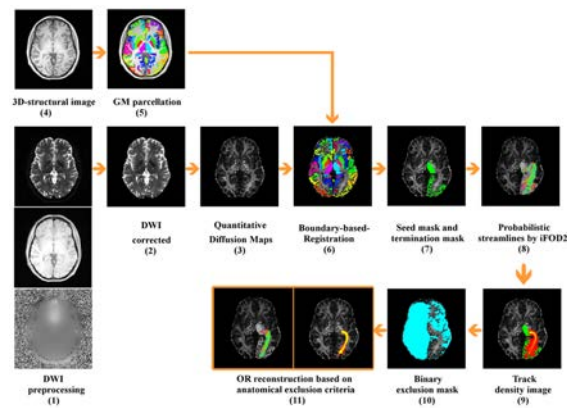 3D-structural image
(4)
GM parcellation
(5)
DWI
corrected
(2)
Quantitative
Diffusion Maps
(3)
Boundary-based-
Registration
(6)
Seed mask and
termination mask
(7)
Probabilistic
streamlines by iFOD2
(8)
DWI
preprocessing
(1)
OR reconstruction based on
anatomical exclusion criteria
(11)
Binary
exclusion mask
(10)
Track
density image
(9)